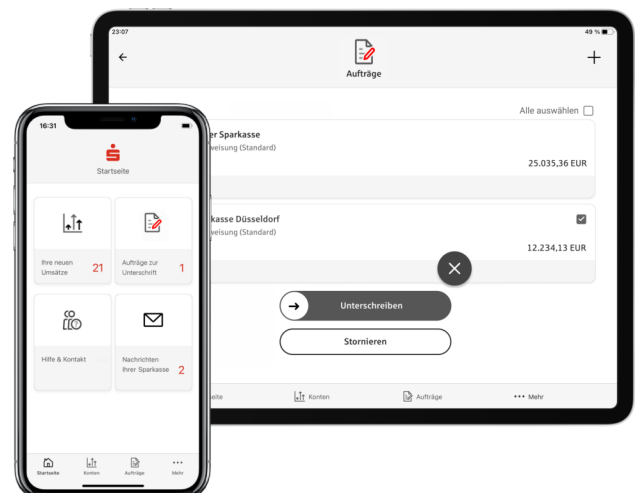 23:07
49 %
Aufträge
Alle auswählen
er Sparkasse
weisung (Standard)
25.035,36 EUR
kasse Düsseldorf
weisung (Standard)
12.234,13 EUR
Unterschreiben
Stornieren
seite
Konten
Aufträge
Mehr
16:31
Startseite
Ihre neuen
Umsätze
21
Aufträge zur
Unterschrift
1
Hilfe & Kontakt
Nachrichten
Ihrer Sparkasse
2
Startseite
Konten
Aufträge
Mehr